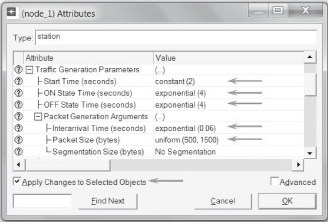 (node_1) Attributes
Type: station
Attribute Value
Traffic Generation Parameters (...)
Start Time (seconds) constant (2)
ON State Time (seconds) exponential (4)
OFF State Time (seconds) exponential (4)
Packet Generation Arguments (...)
Interarrival Time (seconds) exponential (0.06)
Packet Size (bytes) uniform (500, 1500)
Segmentation Size (bytes) No Segmentation
Apply Changes to Selected Objects Advanced
Find Next Cancel OK